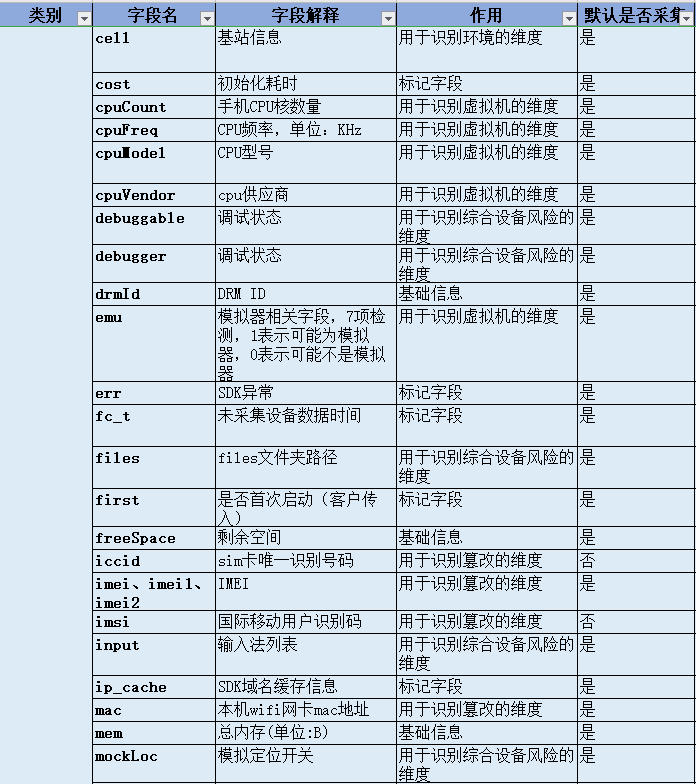 类别 字段名 字段解释 作用 默认是否采集
cell 基站信息 用于识别环境的维度 是
cost 初始化耗时 标记字段 是
cpuCount 手机CPU核数量 用于识别虚拟机的维度 是
cpuFreq CPU频率，单位：KHz 用于识别虚拟机的维度 是
cpuModel CPU型号 用于识别虚拟机的维度 是
cpuVendor cpu供应商 用于识别虚拟机的维度 是
debuggable 调试状态 用于识别综合设备风险的 是
维度
debugger 调试状态 用于识别综合设备风险的 是
维度
drmId DRM ID 基础信息 是
emu 模拟器相关字段，7项检 用于识别虚拟机的维度 是
测，1表示可能为模拟
器，0表示可能不是模拟
器
err SDK异常 标记字段 是
fc_t 未采集设备数据时间 标记字段 是
files files文件夹路径 用于识别综合设备风险的 是
维度
first 是否首次启动（客户传 标记字段 是
入）
freeSpace 剩余空间 基础信息 是
iccid sim卡唯一识别号码 用于识别篡改的维度 否
imei、imei1、 IMEI 用于识别篡改的维度 是
imei2
imsi 国际移动用户识别码 用于识别篡改的维度 否
input 输入法列表 用于识别综合设备风险的 是
维度
ip_cache SDK域名缓存信息 标记字段 是
mac 本机wifi网卡mac地址 用于识别篡改的维度 是
mem 总内存(单位:B) 基础信息 是
mockLoc 模拟定位开关 用于识别综合设备风险的 是
维度